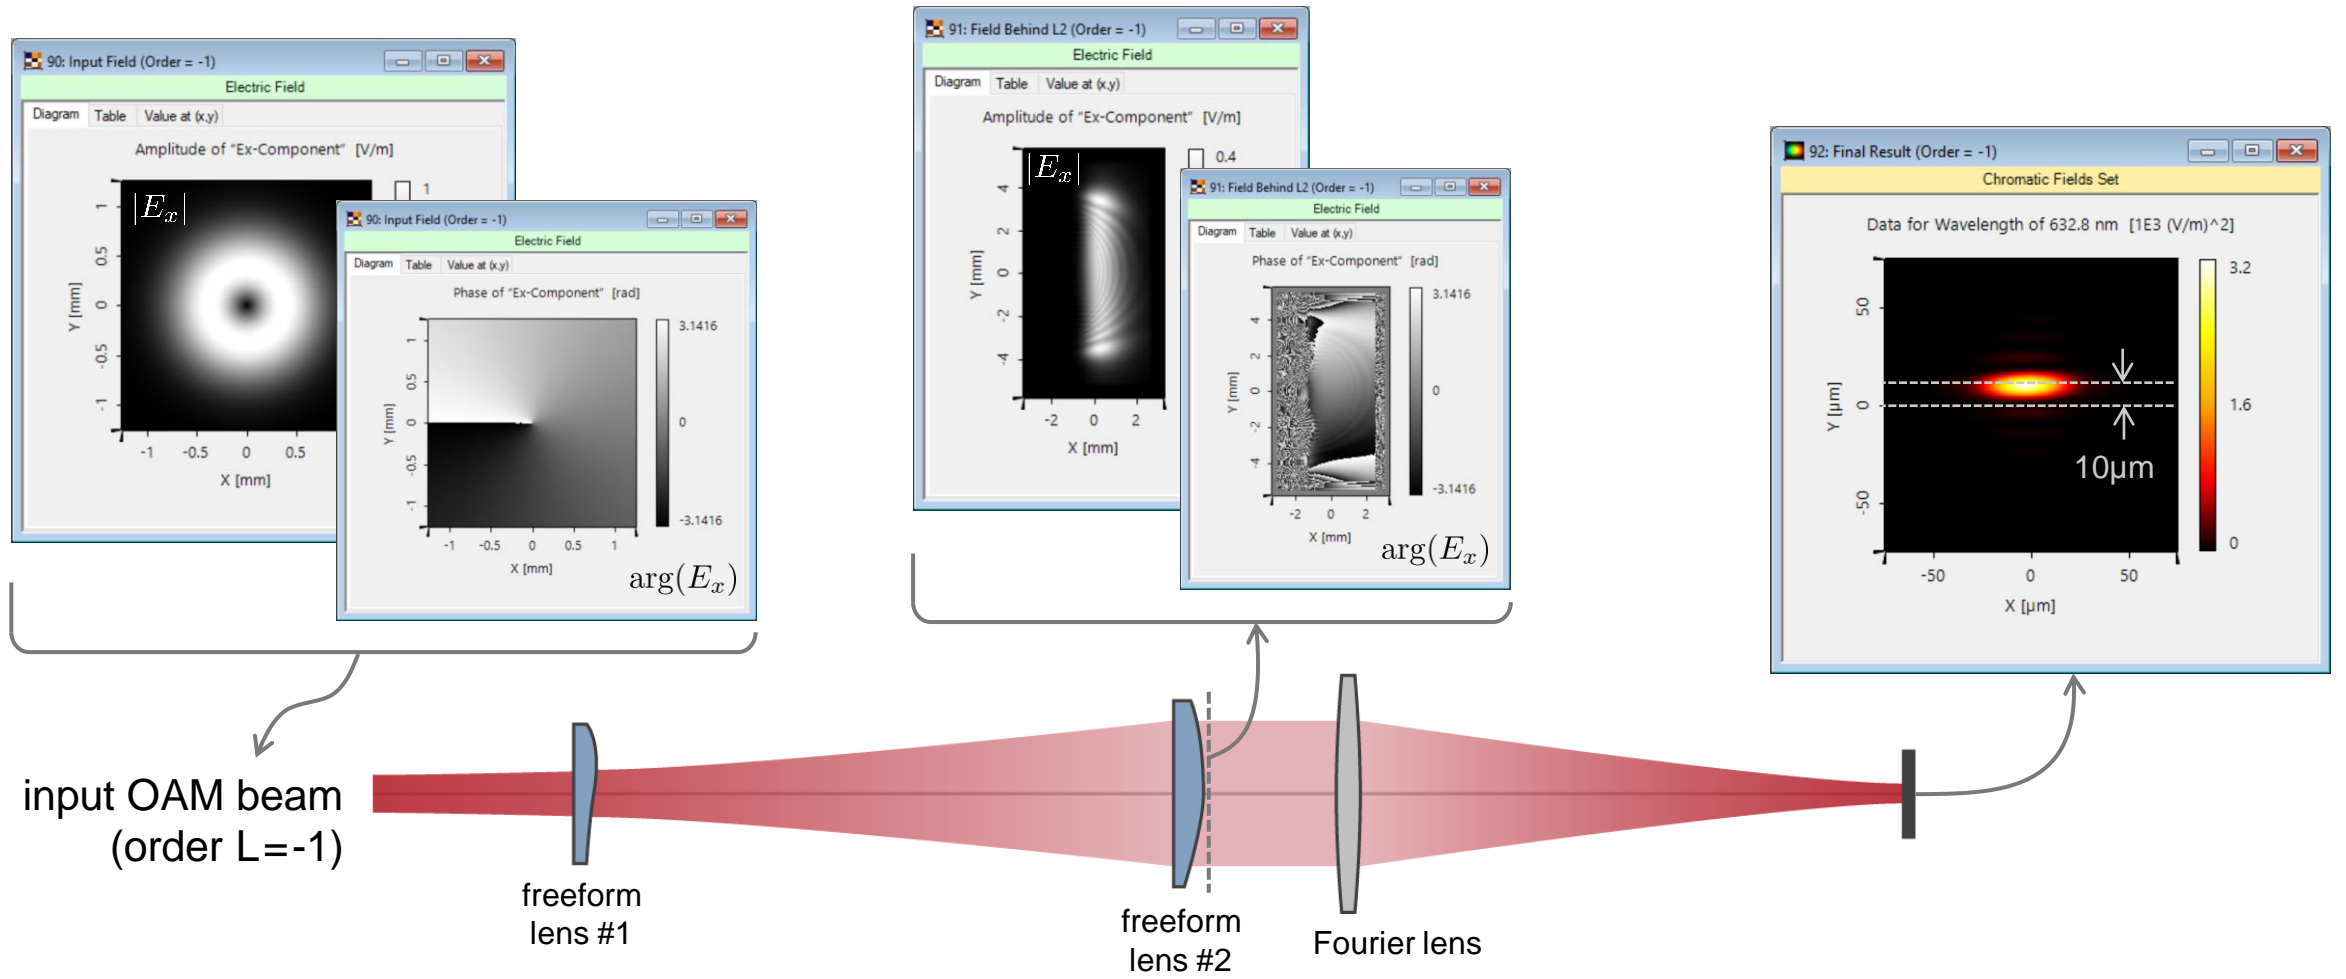 90: Input Field (Order = -1)
Electric Field
Diagram Table Value at (x,y)
Amplitude of "Ex-Component" [V/m]
|E_x|
1
1
0.5
0
-0.5
-1
Y [mm]
-1 -0.5 0 0.5
X [mm]
90: Input Field (Order = -1)
Electric Field
Diagram Table Value at (x,y)
Phase of "Ex-Component" [rad]
1
0.5
0
-0.5
-1
Y [mm]
-1 -0.5 0 0.5 1
X [mm]
3.1416
0
-3.1416
arg(E_x)
91: Field Behind L2 (Order = -1)
Electric Field
Diagram Table Value at (x,y)
Amplitude of "Ex-Component" [V/m]
|E_x|
0.4
4
2
0
-2
-4
Y [mm]
-2 0 2
X [mm]
91: Field Behind L2 (Order = -1)
Electric Field
Diagram Table Value at (x,y)
Phase of "Ex-Component" [rad]
4
2
0
-2
-4
Y [mm]
-2 0 2
X [mm]
3.1416
0
-3.1416
arg(E_x)
92: Final Result (Order = -1)
Chromatic Fields Set
Data for Wavelength of 632.8 nm [1E3 (V/m)^2]
50
0
-50
Y [µm]
-50 0 50
X [µm]
3.2
1.6
0
10µm
input OAM beam
(order L=-1)
freeform
lens #1
freeform
lens #2
Fourier lens